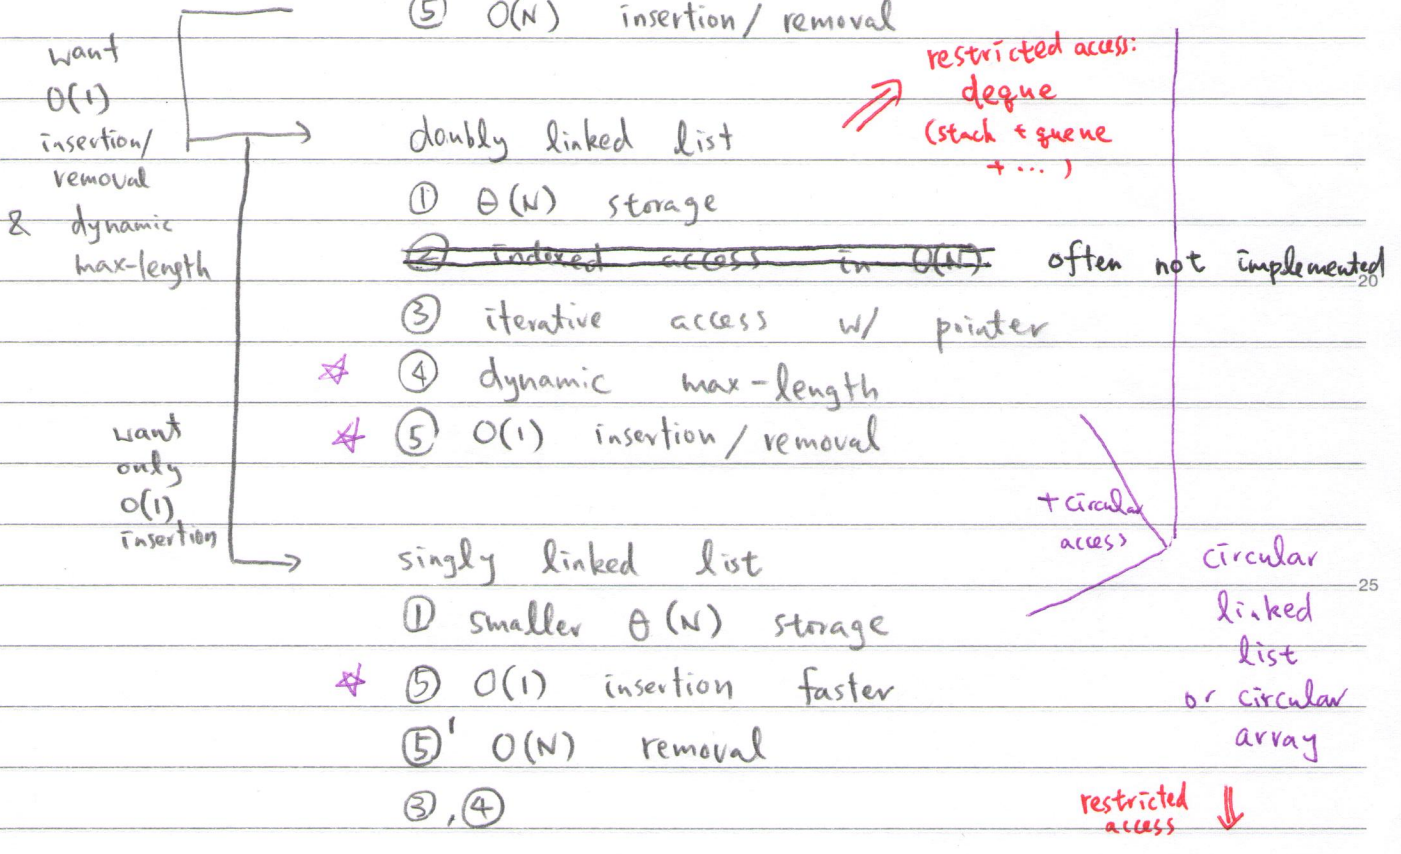 ⑤ O(N) insertion / removal
want
O(1)
insertion/
removal
& dynamic
max-length
restricted access:
deque
(stack + queue
+ ... )
doubly linked list
① θ(N) storage
② indexed access in O(N) often not implemented
20
③ iterative access w/ pointer
☆ ④ dynamic max-length
☆ ⑤ O(1) insertion / removal
want
only
O(1)
insertion
+ circular
access
singly linked list
25
① smaller θ(N) storage
☆ ⑤ O(1) insertion faster
⑤' O(N) removal
③, ④
circular
linked
list
or circular
array
restricted
access